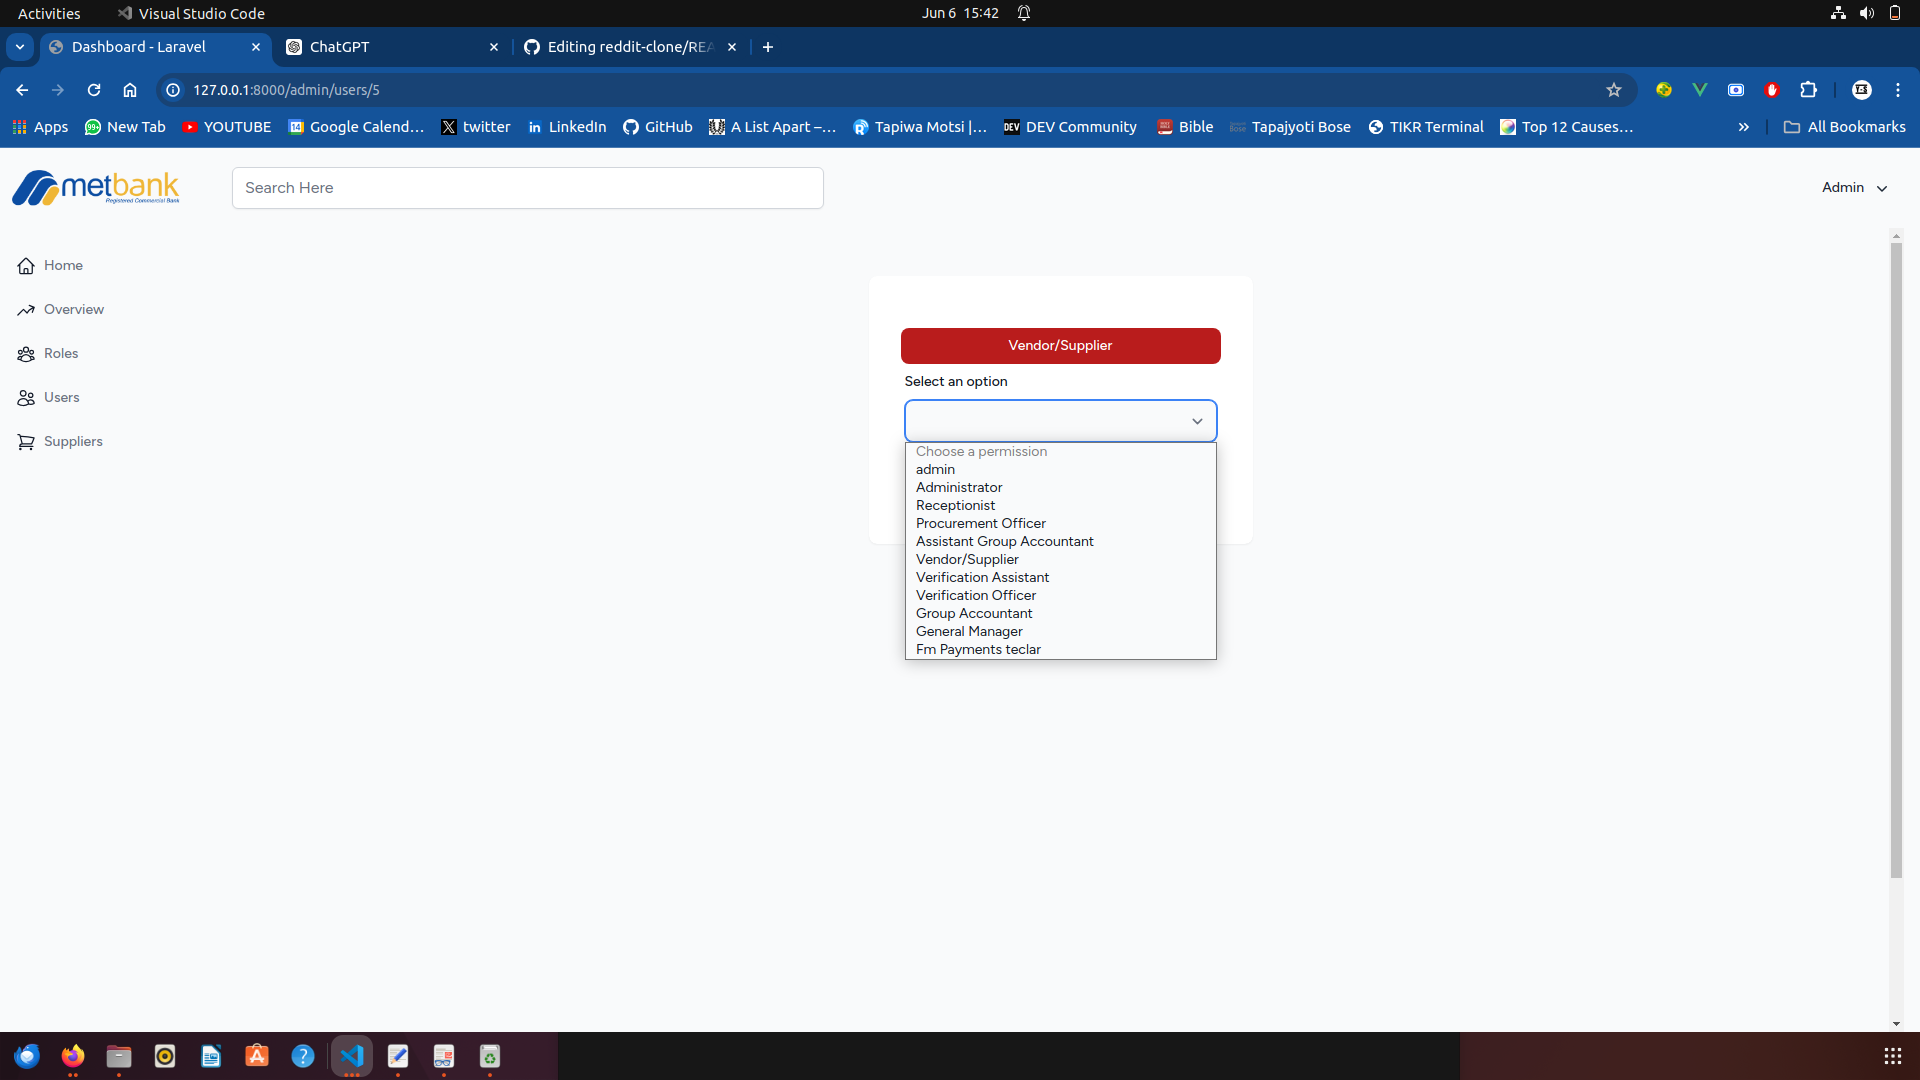 Activities Visual Studio Code Jun 6 15:42
Dashboard - Laravel ChatGPT Editing reddit-clone/REA
127.0.0.1:8000/admin/users/5
Apps New Tab YOUTUBE Google Calend… twitter LinkedIn GitHub A List Apart –… Tapiwa Motsi |… DEV Community Bible Tapajyoti Bose TIKR Terminal Top 12 Causes… All Bookmarks
metbank
Registered Commercial Bank
Search Here
Admin
Home
Overview
Roles
Users
Suppliers
Vendor/Supplier
Select an option
Choose a permission
admin
Administrator
Receptionist
Procurement Officer
Assistant Group Accountant
Vendor/Supplier
Verification Assistant
Verification Officer
Group Accountant
General Manager
Fm Payments teclar